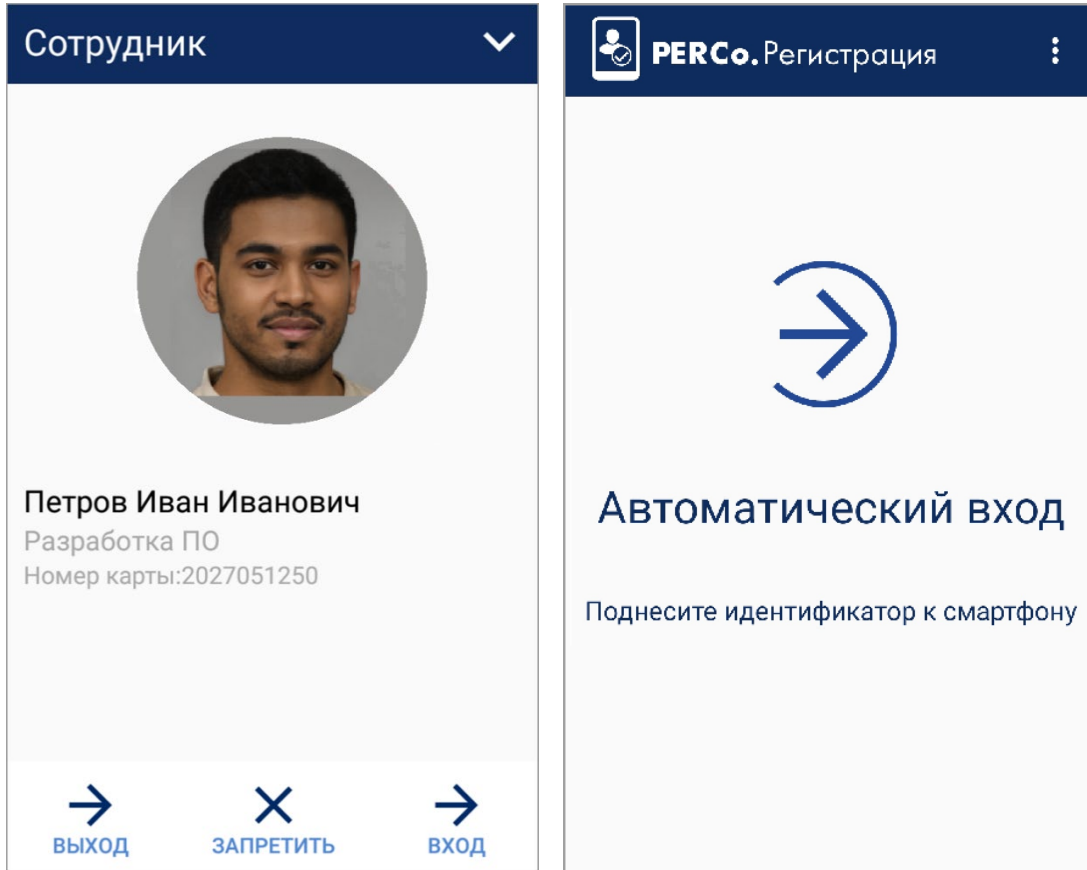 Сотрудник
Петров Иван Иванович
Разработка ПО
Номер карты:2027051250
ВЫХОД
ЗАПРЕТИТЬ
ВХОД
PERCo.Регистрация
Автоматический вход
Поднесите идентификатор к смартфону